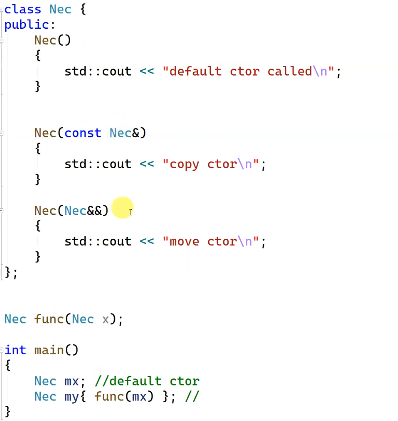 class Nec {
public:
    Nec()
    {
        std::cout << "default ctor called\n";
    }
    Nec(const Nec&)
    {
        std::cout << "copy ctor\n";
    }
    Nec(Nec&&)
    {
        std::cout << "move ctor\n";
    }
};
Nec func(Nec x);
int main()
{
    Nec mx; //default ctor
    Nec my{ func(mx) }; //
}